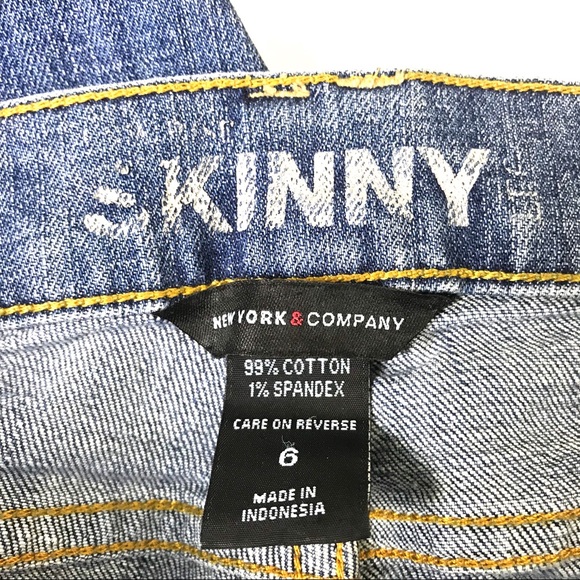 SKINNY
NEW YORK & COMPANY
99% COTTON
1% SPANDEX
CARE ON REVERSE
6
MADE IN
INDONESIA